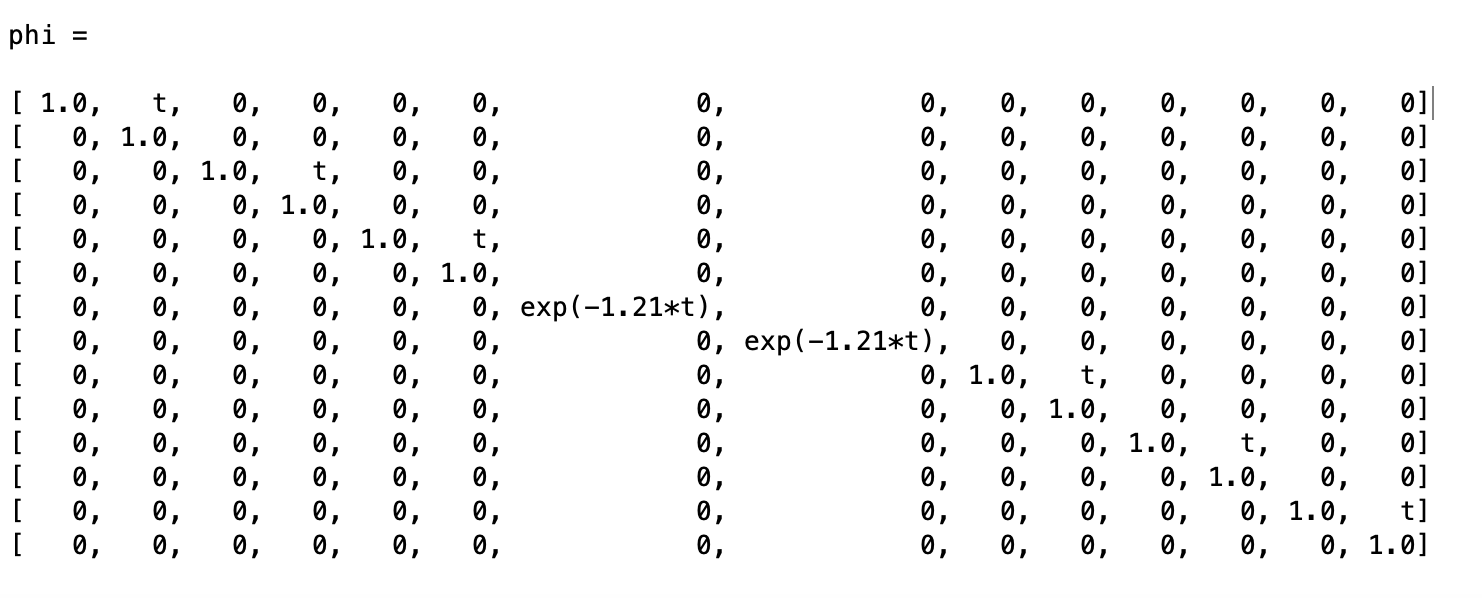 phi =
[ 1.0, t, 0, 0, 0, 0, 0, 0, 0, 0, 0, 0, 0, 0]
[ 0, 1.0, 0, 0, 0, 0, 0, 0, 0, 0, 0, 0, 0, 0]
[ 0, 0, 1.0, t, 0, 0, 0, 0, 0, 0, 0, 0, 0, 0]
[ 0, 0, 0, 1.0, 0, 0, 0, 0, 0, 0, 0, 0, 0, 0]
[ 0, 0, 0, 0, 1.0, t, 0, 0, 0, 0, 0, 0, 0, 0]
[ 0, 0, 0, 0, 0, 1.0, 0, 0, 0, 0, 0, 0, 0, 0]
[ 0, 0, 0, 0, 0, 0, exp(-1.21*t), 0, 0, 0, 0, 0, 0, 0]
[ 0, 0, 0, 0, 0, 0, 0, exp(-1.21*t), 0, 0, 0, 0, 0, 0]
[ 0, 0, 0, 0, 0, 0, 0, 0, 1.0, t, 0, 0, 0, 0]
[ 0, 0, 0, 0, 0, 0, 0, 0, 0, 1.0, 0, 0, 0, 0]
[ 0, 0, 0, 0, 0, 0, 0, 0, 0, 0, 1.0, t, 0, 0]
[ 0, 0, 0, 0, 0, 0, 0, 0, 0, 0, 0, 1.0, 0, 0]
[ 0, 0, 0, 0, 0, 0, 0, 0, 0, 0, 0, 0, 1.0, t]
[ 0, 0, 0, 0, 0, 0, 0, 0, 0, 0, 0, 0, 0, 1.0]